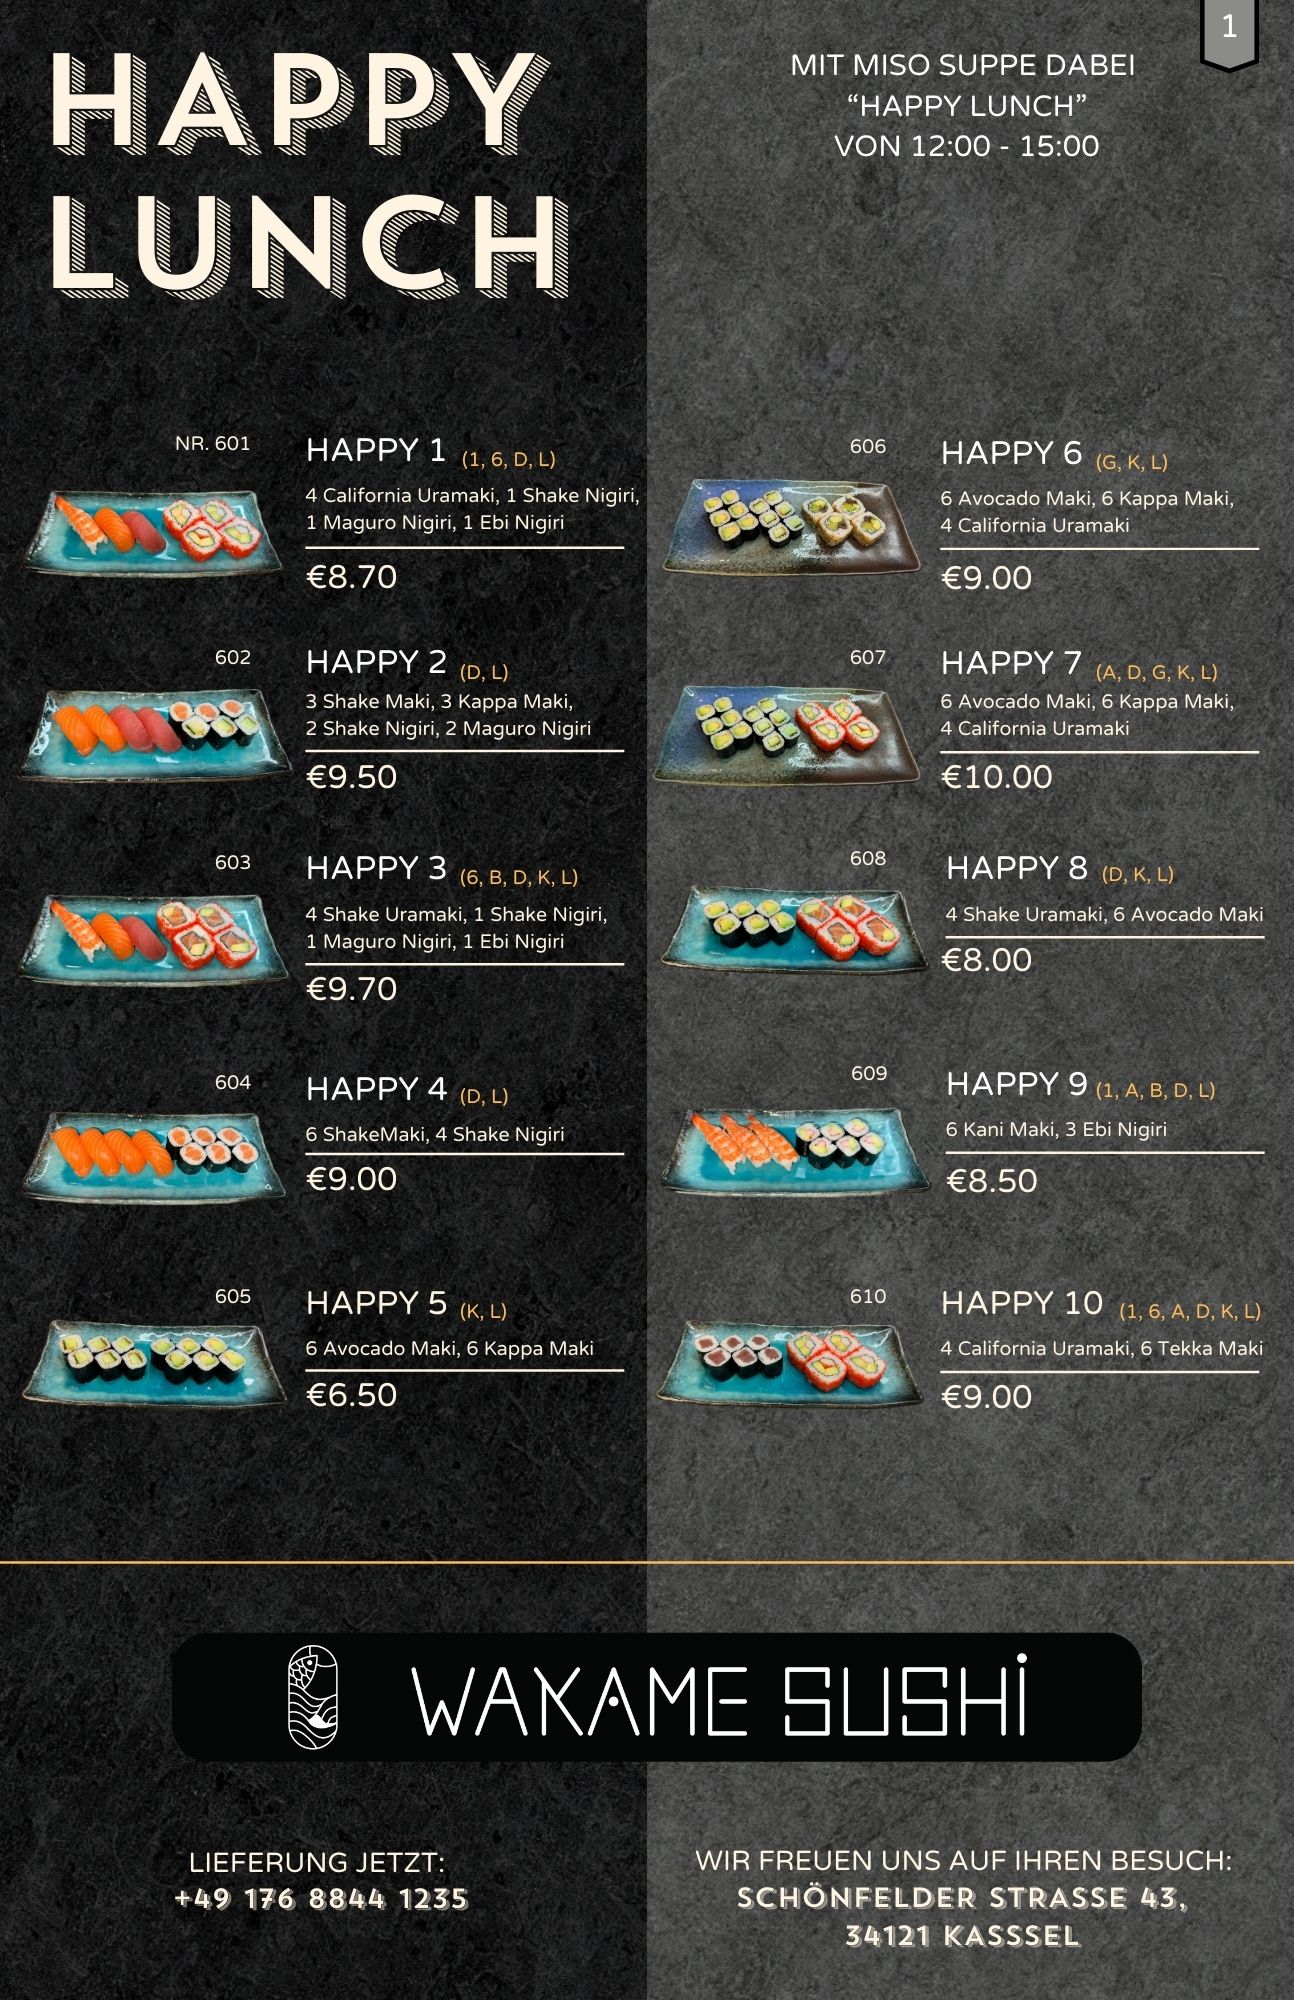 HAPPY
LUNCH
1
MIT MISO SUPPE DABEI
“HAPPY LUNCH”
VON 12:00 - 15:00
NR. 601
HAPPY 1 (1, 6, D, L)
4 California Uramaki, 1 Shake Nigiri,
1 Maguro Nigiri, 1 Ebi Nigiri
€8.70
602
HAPPY 2 (D, L)
3 Shake Maki, 3 Kappa Maki,
2 Shake Nigiri, 2 Maguro Nigiri
€9.50
603
HAPPY 3 (6, B, D, K, L)
4 Shake Uramaki, 1 Shake Nigiri,
1 Maguro Nigiri, 1 Ebi Nigiri
€9.70
604
HAPPY 4 (D, L)
6 ShakeMaki, 4 Shake Nigiri
€9.00
605
HAPPY 5 (K, L)
6 Avocado Maki, 6 Kappa Maki
€6.50
606
HAPPY 6 (G, K, L)
6 Avocado Maki, 6 Kappa Maki,
4 California Uramaki
€9.00
607
HAPPY 7 (A, D, G, K, L)
6 Avocado Maki, 6 Kappa Maki,
4 California Uramaki
€10.00
608
HAPPY 8 (D, K, L)
4 Shake Uramaki, 6 Avocado Maki
€8.00
609
HAPPY 9 (1, A, B, D, L)
6 Kani Maki, 3 Ebi Nigiri
€8.50
610
HAPPY 10 (1, 6, A, D, K, L)
4 California Uramaki, 6 Tekka Maki
€9.00
WAKAME SUSHi
LIEFERUNG JETZT:
+49 176 8844 1235
WIR FREUEN UNS AUF IHREN BESUCH:
SCHÖNFELDER STRASSE 43,
34121 KASSSEL